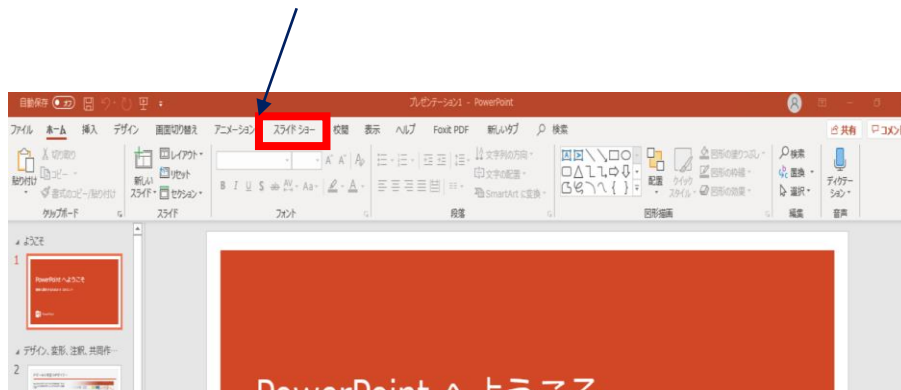 自動保存 オフ プレゼンテーション1 - PowerPoint
ファイル ホーム 挿入 デザイン 画面切り替え アニメーション スライド ショー 校閲 表示 ヘルプ Foxit PDF 新しいタブ 検索 共有 コメント
貼り付け 切り取り コピー 書式のコピー/貼り付け
新しいスライド レイアウト リセット セクション
B I U S ab AV Aa A A A A
文字列の方向 文字の配置 SmartArt に変換
配置 クイックスタイル 図形の塗りつぶし 図形の枠線 図形の効果
検索 置換 選択 ディクテーション
クリップボード スライド フォント 段落 図形描画 編集 音声
ようこそ
1
PowerPoint へようこそ
デザイン、変形、注釈、共同作…
2
PowerPoint へようこそ